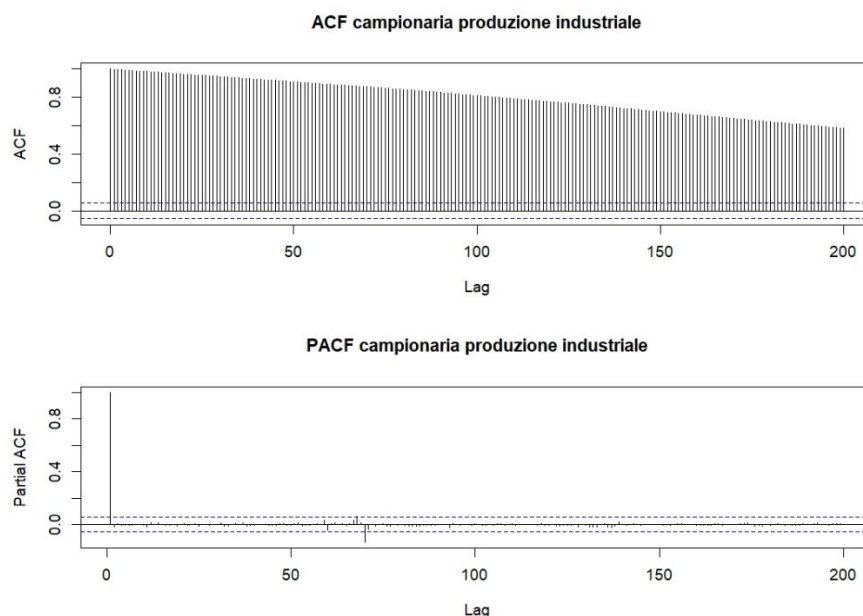 ACF campionaria produzione industriale
ACF
0.0 0.4 0.8
0 50 100 150 200
Lag
PACF campionaria produzione industriale
Partial ACF
0.0 0.4 0.8
0 50 100 150 200
Lag